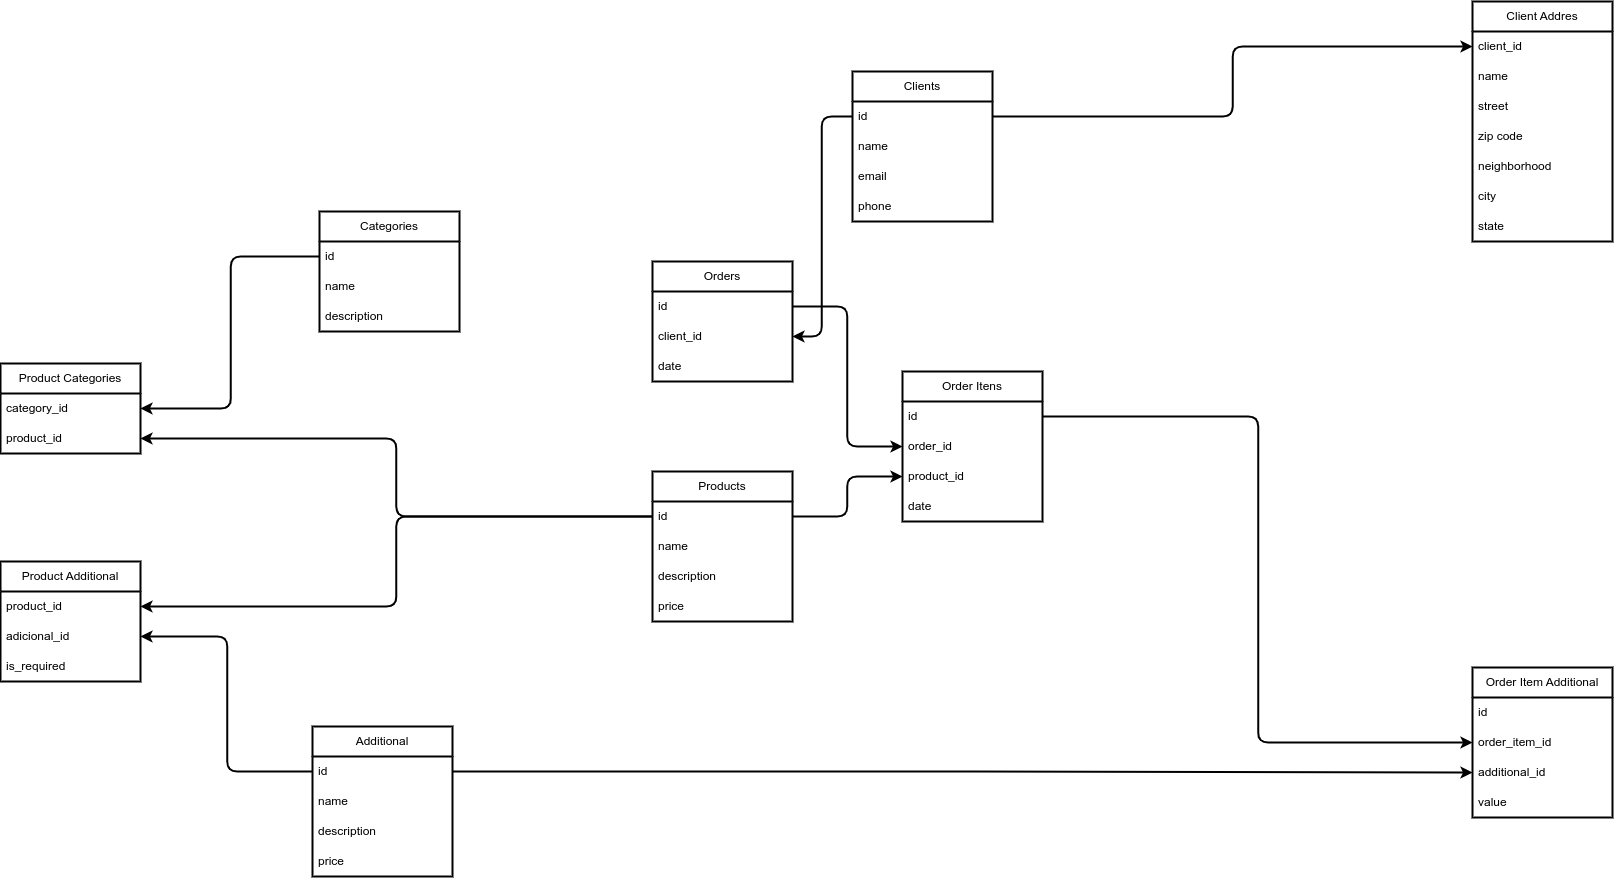 Client Addres
client_id
name
street
zip code
neighborhood
city
state
Clients
id
name
email
phone
Categories
id
name
description
Orders
id
client_id
date
Product Categories
category_id
product_id
Order Itens
id
order_id
product_id
date
Products
id
name
description
price
Product Additional
product_id
adicional_id
is_required
Order Item Additional
id
order_item_id
additional_id
value
Additional
id
name
description
price